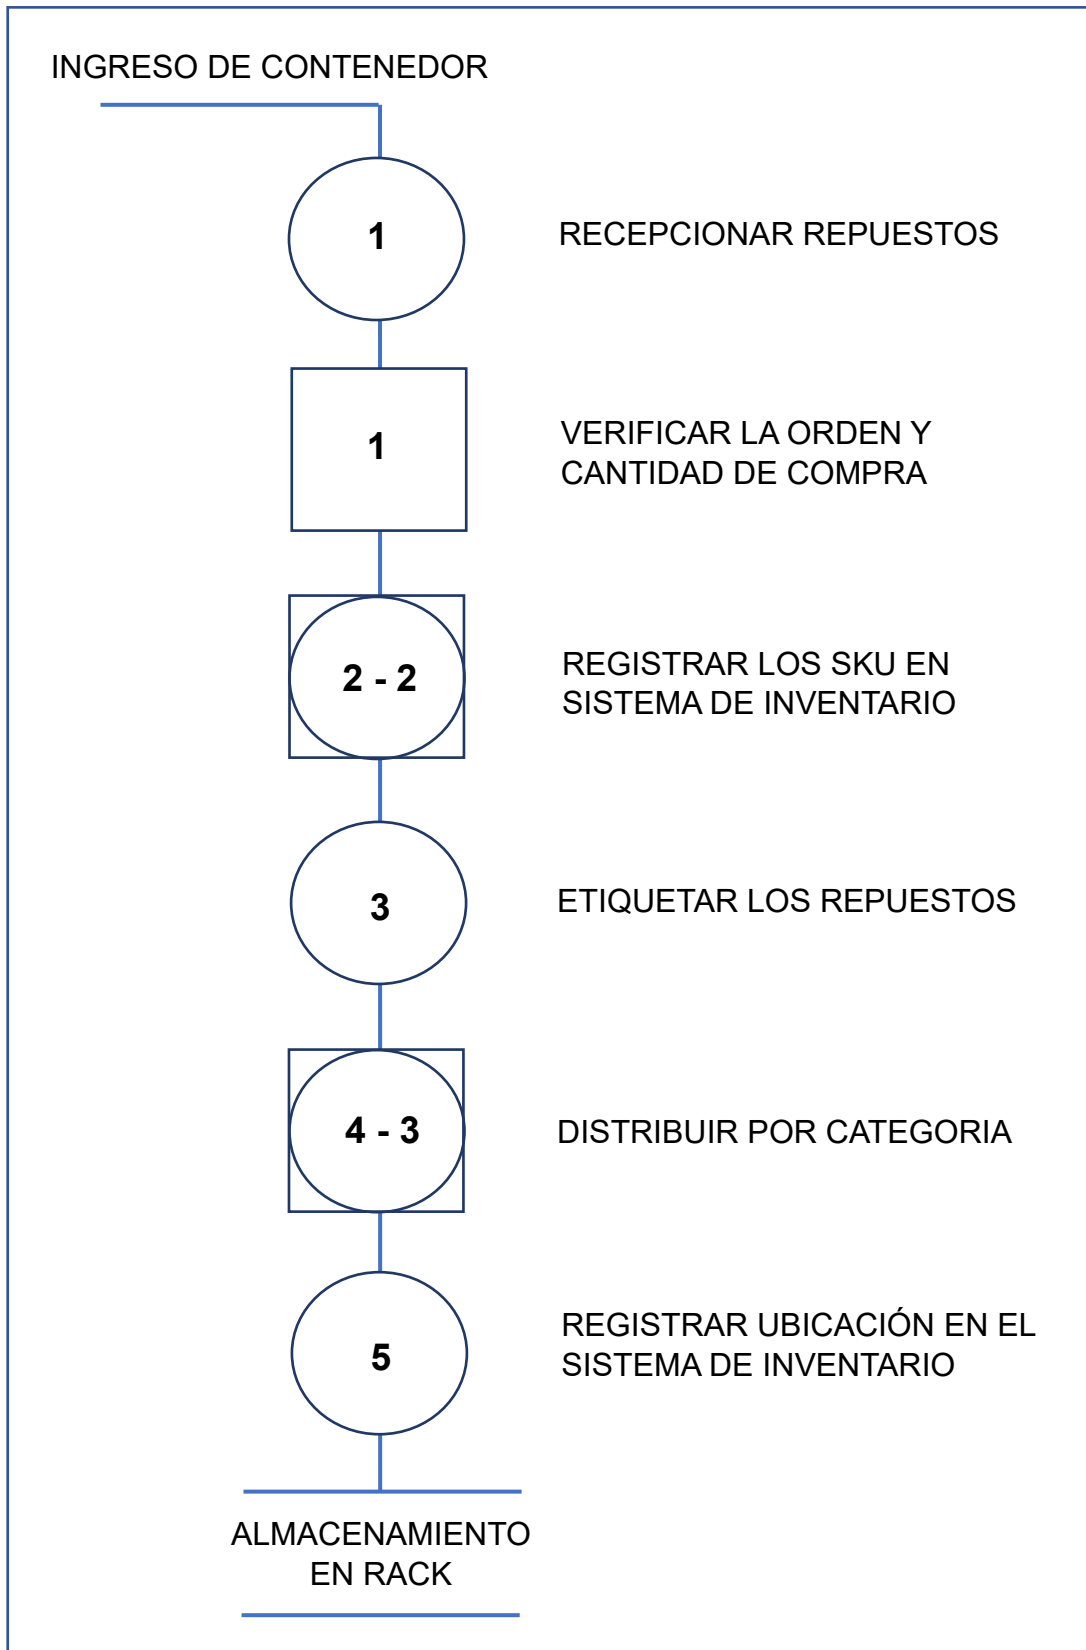 INGRESO DE CONTENEDOR
1
RECEPCIONAR REPUESTOS
1
VERIFICAR LA ORDEN Y
CANTIDAD DE COMPRA
2 - 2
REGISTRAR LOS SKU EN
SISTEMA DE INVENTARIO
3
ETIQUETAR LOS REPUESTOS
4 - 3
DISTRIBUIR POR CATEGORIA
5
REGISTRAR UBICACIÓN EN EL
SISTEMA DE INVENTARIO
ALMACENAMIENTO
EN RACK